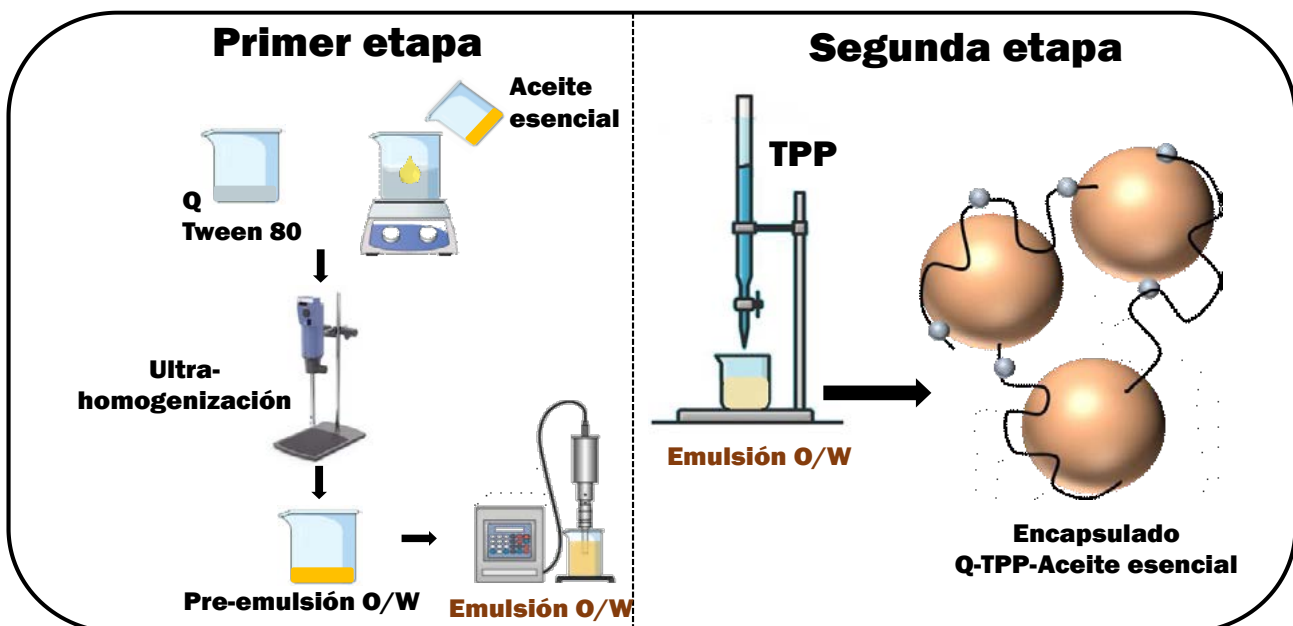 Primer etapa
Aceite
esencial
Q
Tween 80
Ultra-
homogenización
Pre-emulsión O/W
Emulsión O/W
Segunda etapa
TPP
Emulsión O/W
Encapsulado
Q-TPP-Aceite esencial